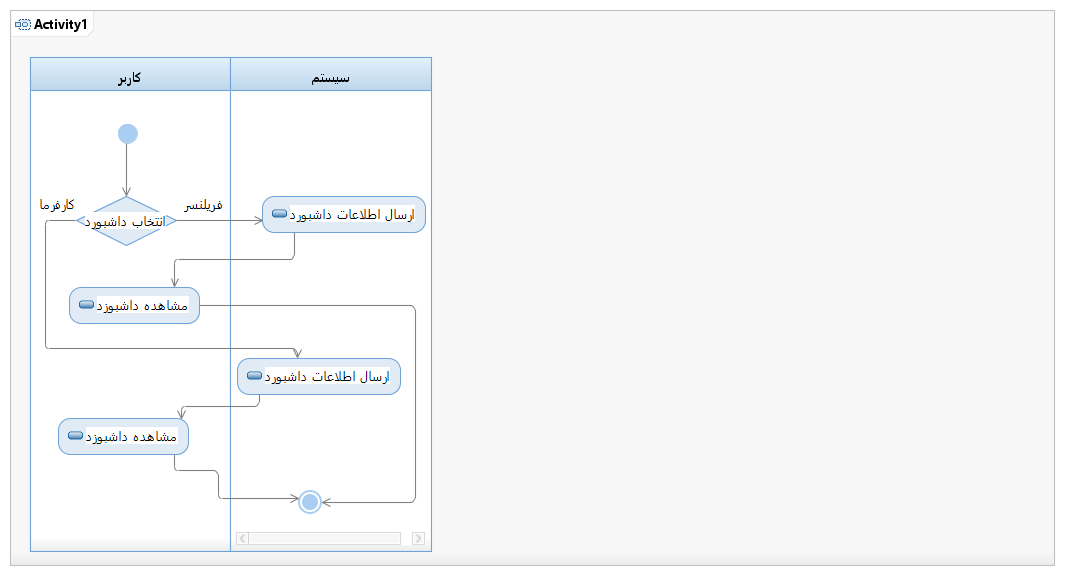 Activity1
کاربر
سیستم
کارفرما
فریلنسر
انتخاب داشبورد
ارسال اطلاعات داشبورد
مشاهده داشبوزد
ارسال اطلاعات داشبورد
مشاهده داشبوزد